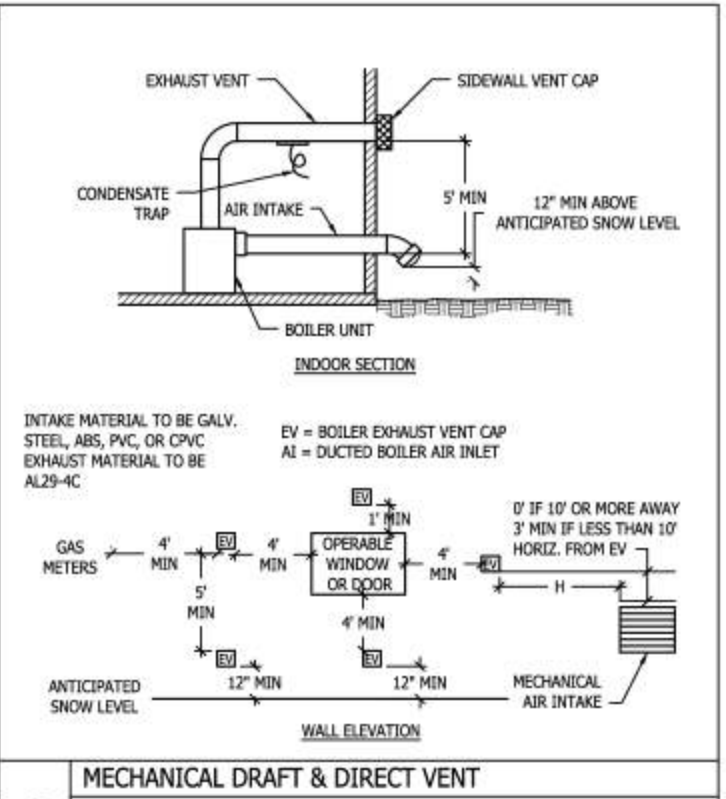 EXHAUST VENT
SIDEWALL VENT CAP
CONDENSATE
TRAP
AIR INTAKE
5' MIN
12" MIN ABOVE
ANTICIPATED SNOW LEVEL
BOILER UNIT
INDOOR SECTION
INTAKE MATERIAL TO BE GALV.
STEEL, ABS, PVC, OR CPVC
EXHAUST MATERIAL TO BE
AL29-4C
EV = BOILER EXHAUST VENT CAP
AI = DUCTED BOILER AIR INLET
EV
1' MIN
0' IF 10' OR MORE AWAY
3' MIN IF LESS THAN 10'
HORIZ. FROM EV
GAS
METERS
4'
MIN
EV
4'
MIN
OPERABLE
WINDOW
OR DOOR
4'
MIN
EV
H
5'
MIN
4' MIN
EV
12" MIN
EV
12" MIN
ANTICIPATED
SNOW LEVEL
MECHANICAL
AIR INTAKE
WALL ELEVATION
MECHANICAL DRAFT & DIRECT VENT